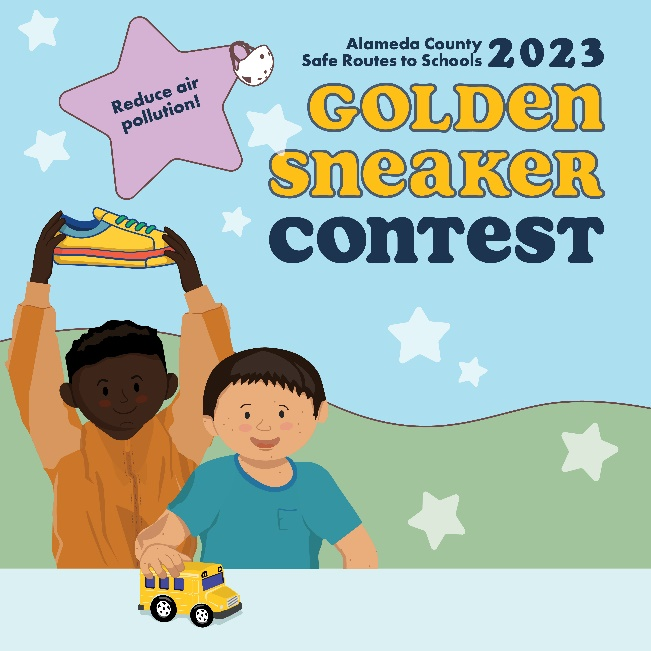 Reduce air
pollution!
Alameda County
Safe Routes to Schools 2023
GOLDEN
SNEAKER
CONTEST